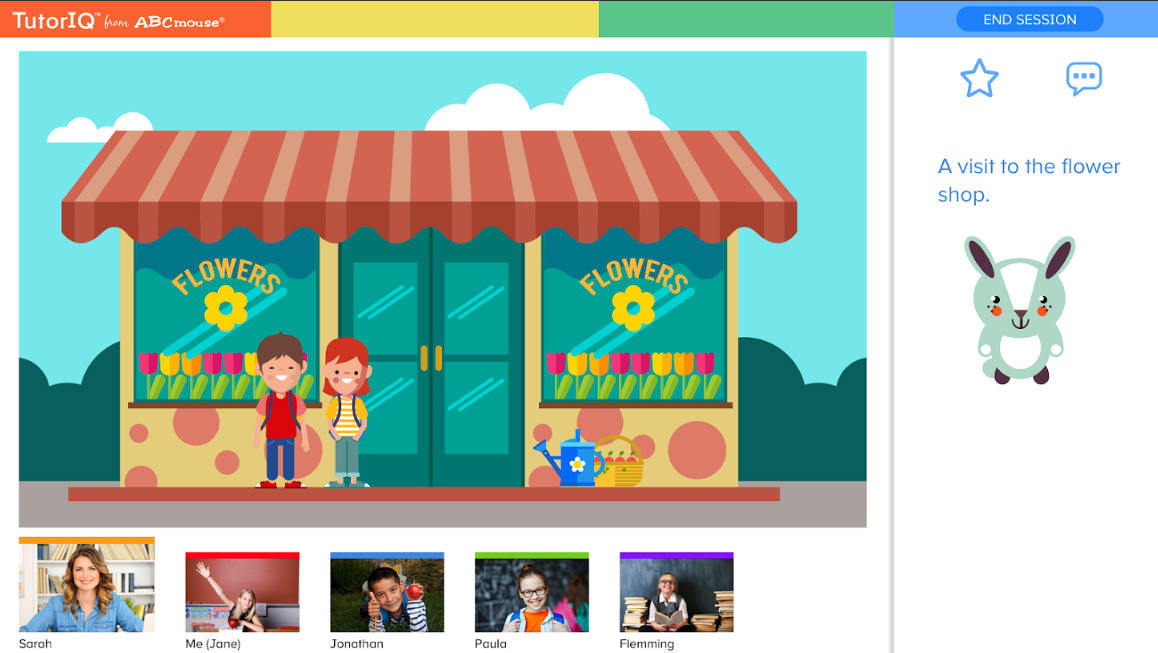 TutorIQ™ from ABCmouse®
END SESSION
A visit to the flower
shop.
FLOWERS
FLOWERS
Sarah
Me (Jane)
Jonathan
Paula
Flemming